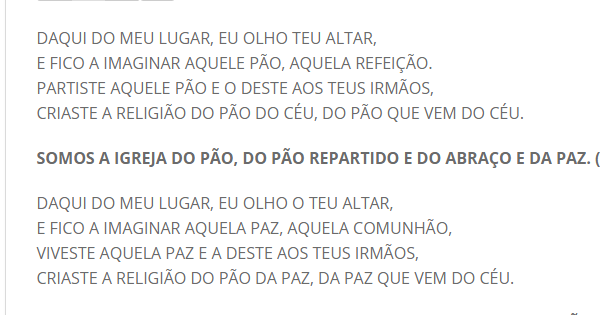 DAQUI DO MEU LUGAR, EU OLHO TEU ALTAR,
E FICO A IMAGINAR AQUELE PÃO, AQUELA REFEIÇÃO.
PARTISTE AQUELE PÃO E O DESTE AOS TEUS IRMÃOS,
CRIASTE A RELIGIÃO DO PÃO DO CÉU, DO PÃO QUE VEM DO CÉU.
SOMOS A IGREJA DO PÃO, DO PÃO REPARTIDO E DO ABRAÇO E DA PAZ. (
DAQUI DO MEU LUGAR, EU OLHO O TEU ALTAR,
E FICO A IMAGINAR AQUELA PAZ, AQUELA COMUNHÃO,
VIVESTE AQUELA PAZ E A DESTE AOS TEUS IRMÃOS,
CRIASTE A RELIGIÃO DO PÃO DA PAZ, DA PAZ QUE VEM DO CÉU.